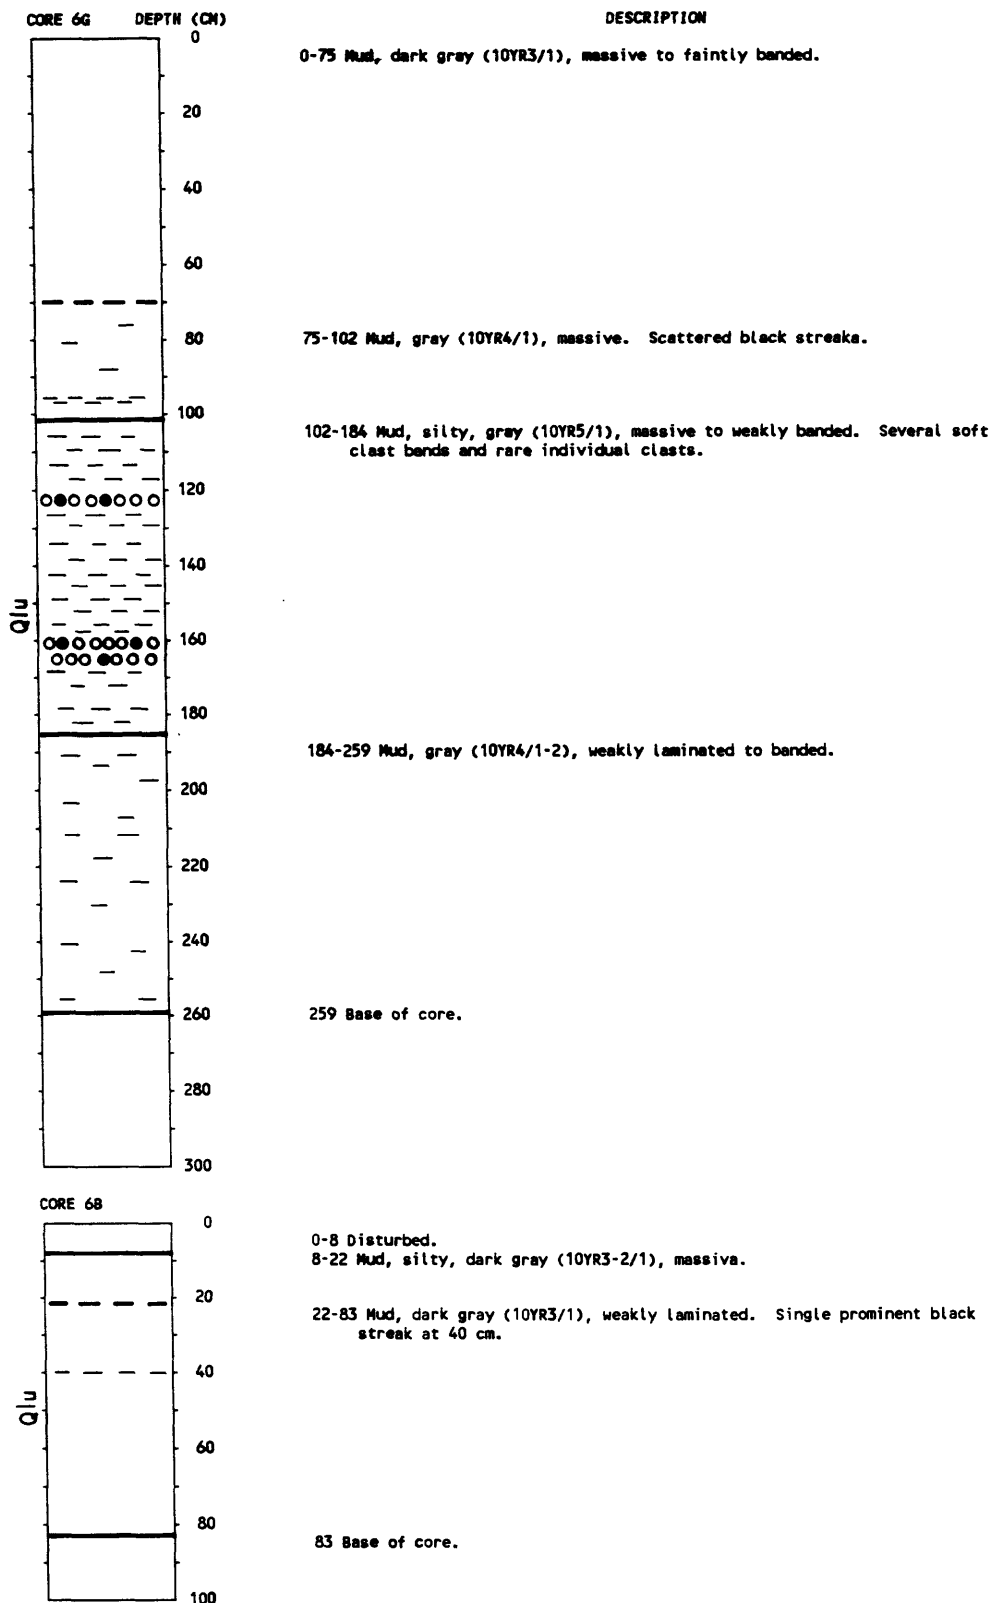 CORE 6G DEPTH (CM) DESCRIPTION
0
0-75 Mud, dark gray (10YR3/1), massive to faintly banded.
20
40
60
80
75-102 Mud, gray (10YR4/1), massive. Scattered black streaks.
100
102-184 Mud, silty, gray (10YR5/1), massive to weakly banded. Several soft
clast bands and rare individual clasts.
120
140
Qlu
160
180
184-259 Mud, gray (10YR4/1-2), weakly laminated to banded.
200
220
240
259 Base of core.
260
280
300
CORE 6B
0
0-8 Disturbed.
8-22 Mud, silty, dark gray (10YR3-2/1), massiva.
20
22-83 Mud, dark gray (10YR3/1), weakly laminated. Single prominent black
streak at 40 cm.
40
Qlu
60
80
83 Base of core.
100